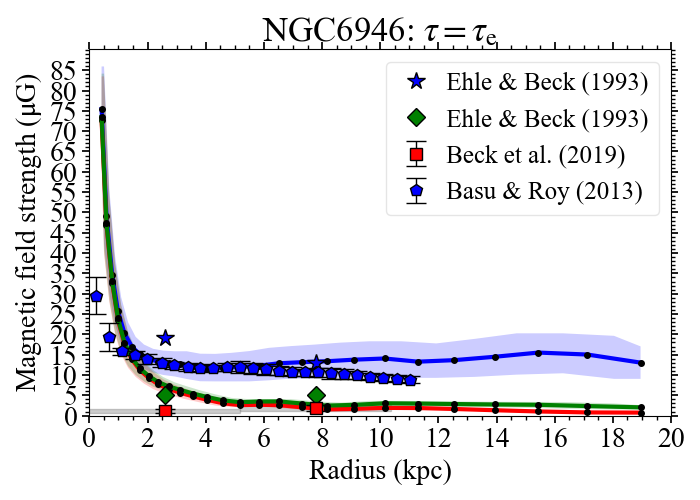 NGC6946: τ = τe
Magnetic field strength (μG)
85
80
75
70
65
60
55
50
45
40
35
30
25
20
15
10
5
0
Ehle & Beck (1993)
Ehle & Beck (1993)
Beck et al. (2019)
Basu & Roy (2013)
0 2 4 6 8 10 12 14 16 18 20
Radius (kpc)